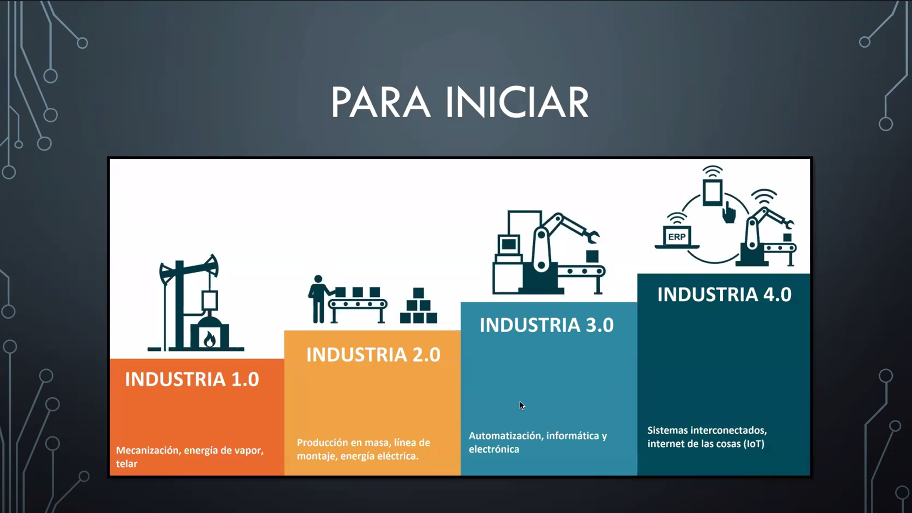 PARA INICIAR
ERP
INDUSTRIA 1.0
Mecanización, energía de vapor,
telar
INDUSTRIA 2.0
Producción en masa, línea de
montaje, energía eléctrica.
INDUSTRIA 3.0
Automatización, informática y
electrónica
INDUSTRIA 4.0
Sistemas interconectados,
internet de las cosas (IoT)